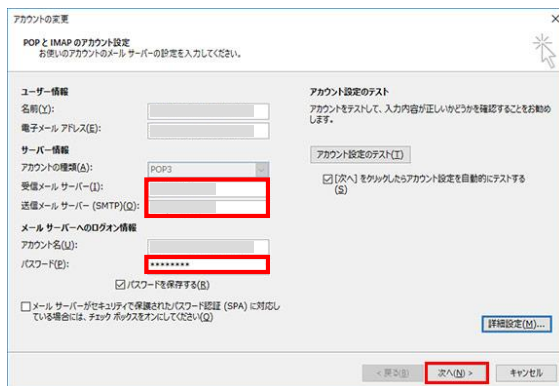 アカウントの変更
POP と IMAP のアカウント設定
お使いのアカウントのメール サーバーの設定を入力してください。
ユーザー情報
名前(Y):
電子メール アドレス(E):
サーバー情報
アカウントの種類(A):
POP3
受信メール サーバー(I):
送信メール サーバー (SMTP)(O):
メール サーバーへのログオン情報
アカウント名(U):
パスワード(P):
********
パスワードを保存する(R)
メール サーバーがセキュリティで保護されたパスワード認証 (SPA) に対応し
ている場合には、チェック ボックスをオンにしてください(Q)
アカウント設定のテスト
アカウントをテストして、入力内容が正しいかどうかを確認することをお勧め
します。
アカウント設定のテスト(T)
[次へ] をクリックしたらアカウント設定を自動的にテストする
(S)
詳細設定(M)...
< 戻る(B)
次へ(N) >
キャンセル